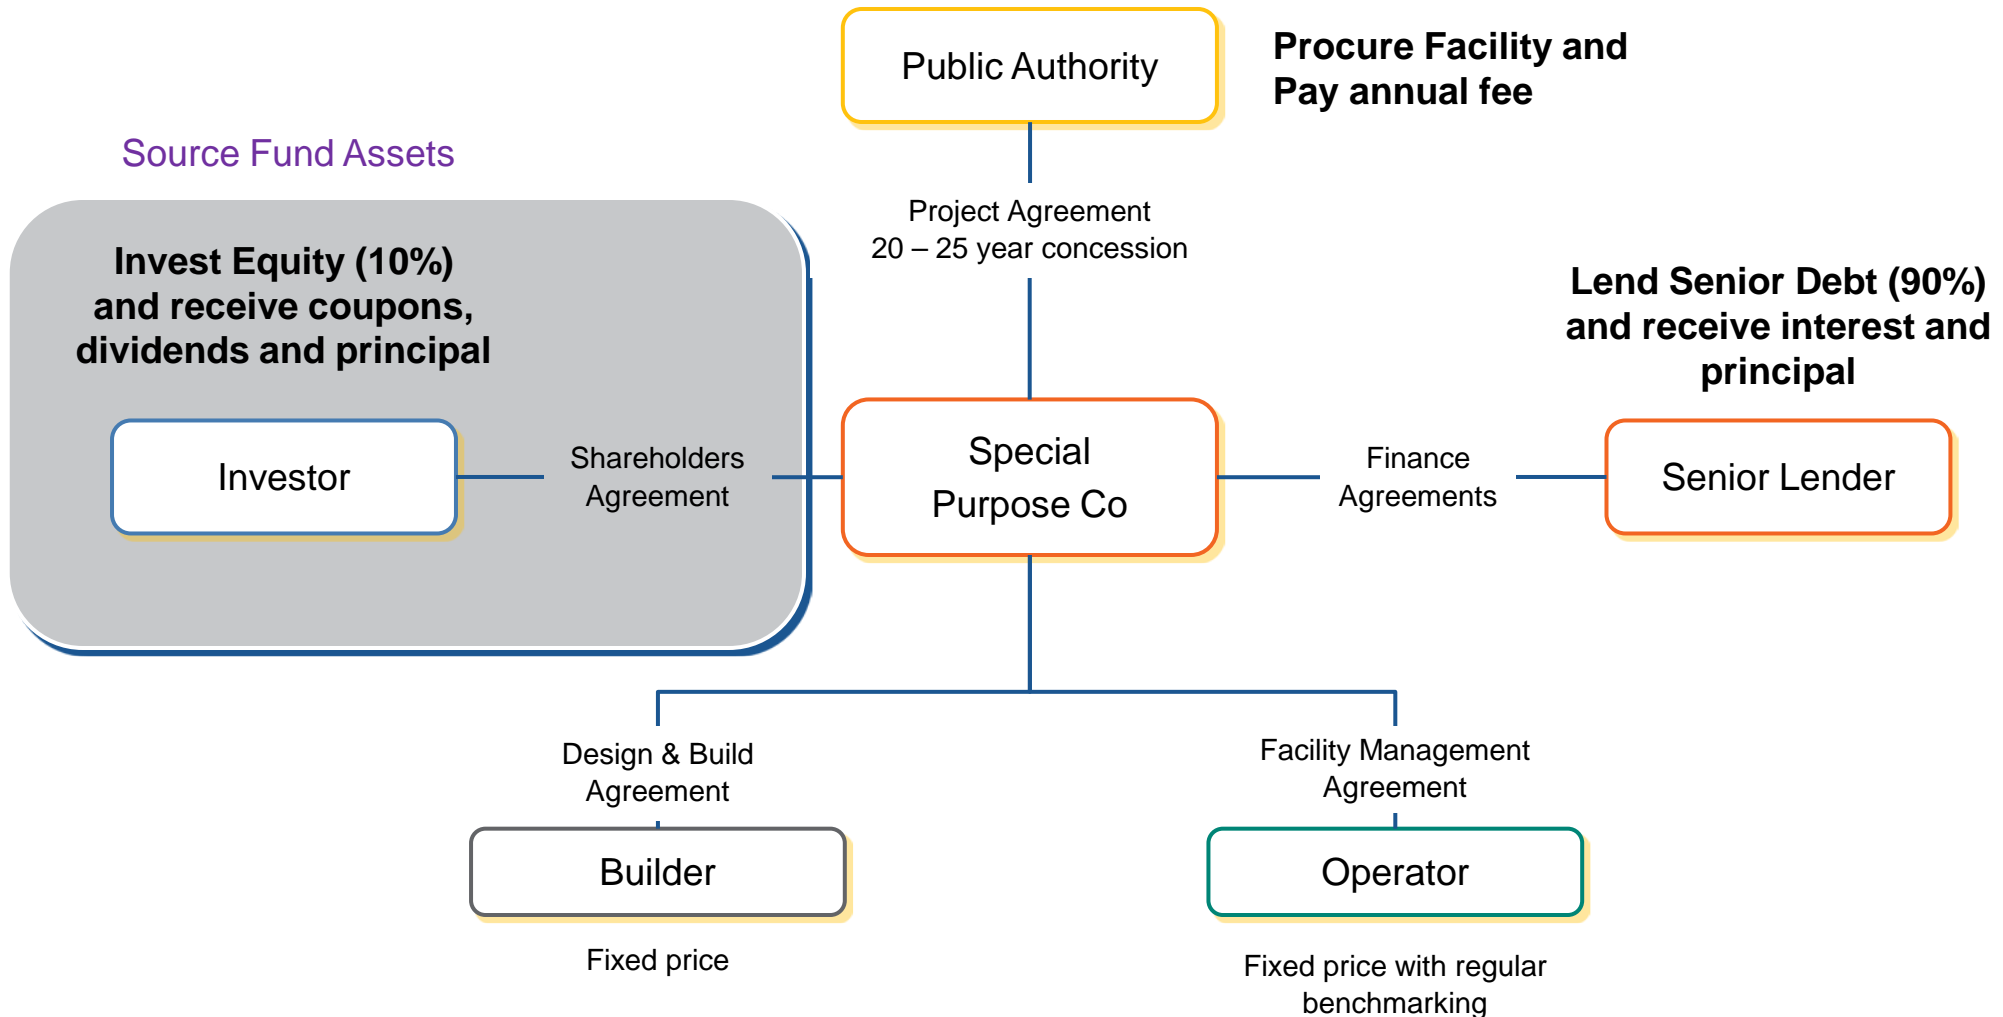 Public Authority
Procure Facility and
Pay annual fee
Source Fund Assets
Project Agreement
20 – 25 year concession
Invest Equity (10%)
and receive coupons,
dividends and principal
Lend Senior Debt (90%)
and receive interest and
principal
Investor
Shareholders
Agreement
Special
Purpose Co
Finance
Agreements
Senior Lender
Design & Build
Agreement
Facility Management
Agreement
Builder
Operator
Fixed price
Fixed price with regular
benchmarking